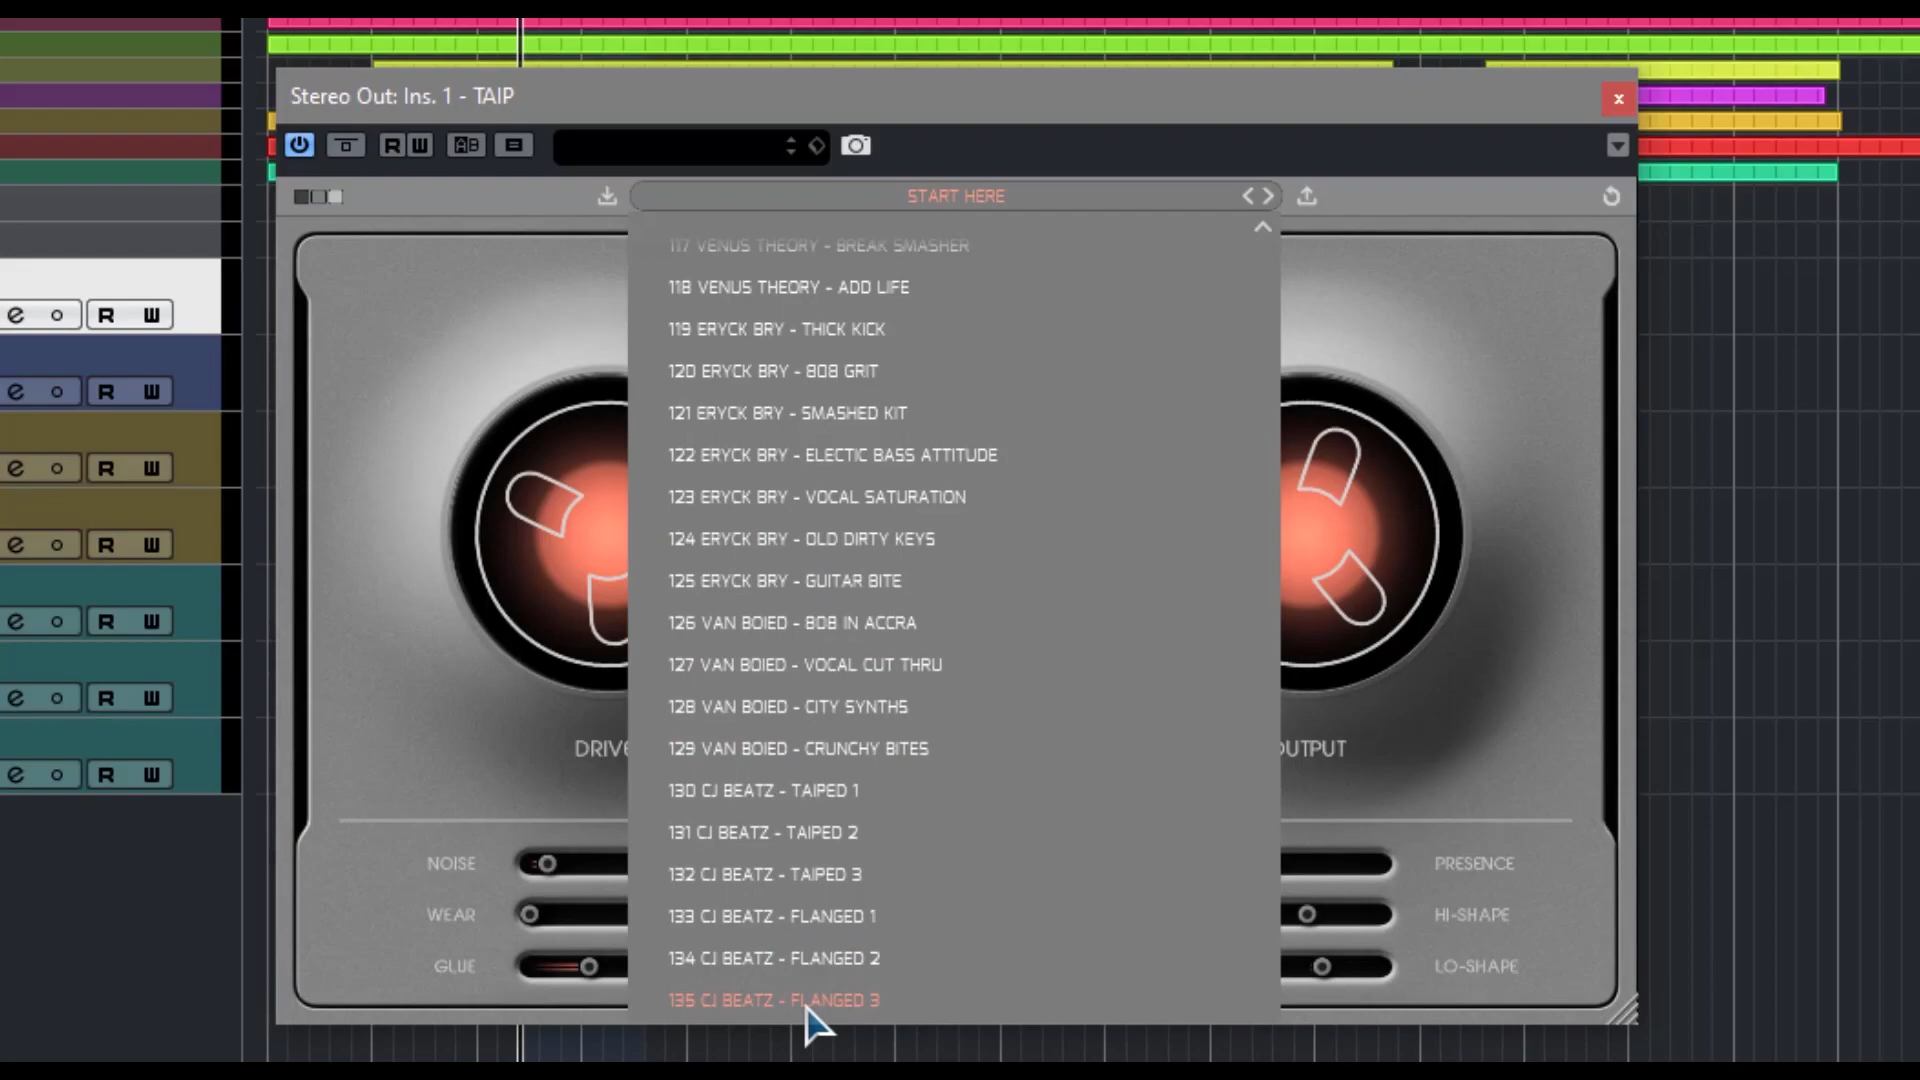 Stereo Out: Ins. 1 - TAIP
x
R W
AB
START HERE
117 VENUS THEORY - BREAK SMASHER
118 VENUS THEORY - ADD LIFE
119 ERYCK BRY - THICK KICK
120 ERYCK BRY - 808 GRIT
121 ERYCK BRY - SMASHED KIT
122 ERYCK BRY - ELECTIC BASS ATTITUDE
123 ERYCK BRY - VOCAL SATURATION
124 ERYCK BRY - OLD DIRTY KEYS
125 ERYCK BRY - GUITAR BITE
126 VAN BOIED - 808 IN ACCRA
127 VAN BOIED - VOCAL CUT THRU
128 VAN BOIED - CITY SYNTHS
129 VAN BOIED - CRUNCHY BITES
130 CJ BEATZ - TAIPED 1
131 CJ BEATZ - TAIPED 2
132 CJ BEATZ - TAIPED 3
133 CJ BEATZ - FLANGED 1
134 CJ BEATZ - FLANGED 2
135 CJ BEATZ - FLANGED 3
DRIVE
OUTPUT
NOISE
WEAR
GLUE
PRESENCE
HI-SHAPE
LO-SHAPE
e R W
e R W
e R W
e R W
e R W
e R W
e R W